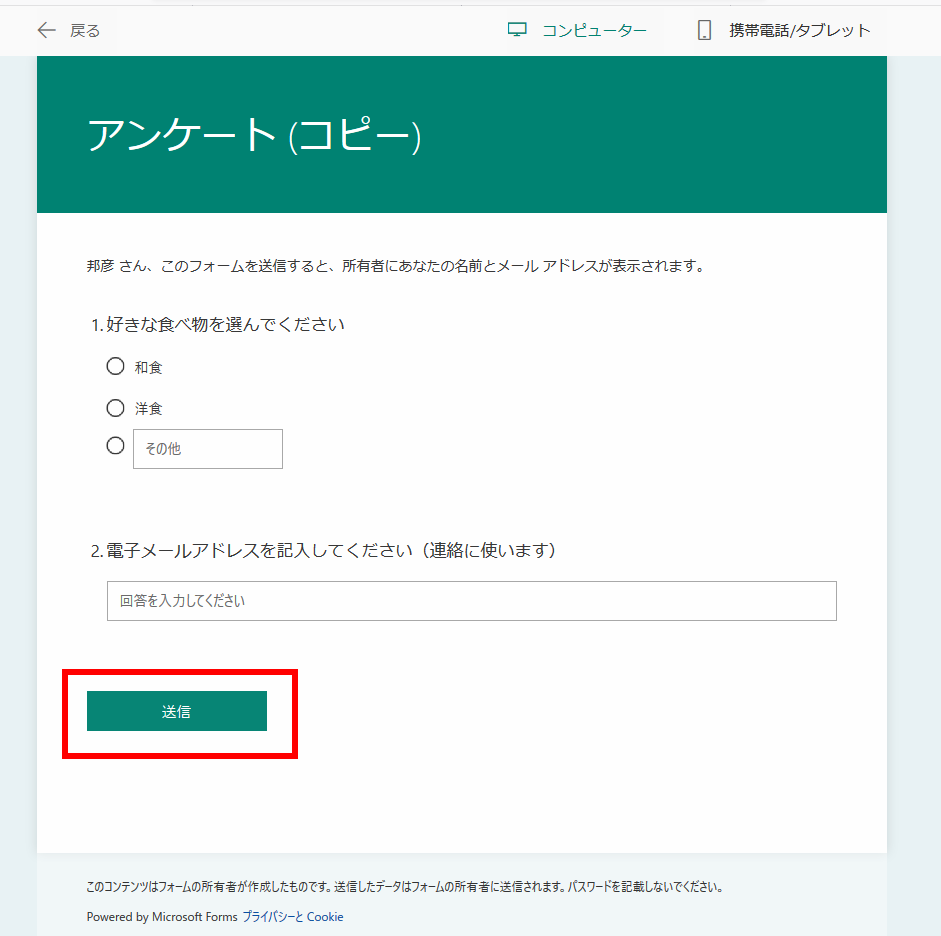 戻る
コンピューター
携帯電話/タブレット
アンケート (コピー)
邦彦 さん、このフォームを送信すると、所有者にあなたの名前とメール アドレスが表示されます。
1. 好きな食べ物を選んでください
和食
洋食
その他
2. 電子メールアドレスを記入してください（連絡に使います）
回答を入力してください
送信
このコンテンツはフォームの所有者が作成したものです。送信したデータはフォームの所有者に送信されます。パスワードを記載しないでください。
Powered by Microsoft Forms プライバシーと Cookie